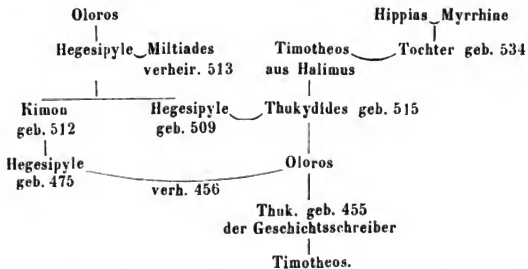 Oloros
Hippias Myrrhine
Hegesipyle Miltiades
verheir. 513
Timotheos
aus Halimus
Tochter geb. 534
Kimon
geb. 512
Hegesipyle
geb. 509
Thukydides geb. 515
Hegesipyle
geb. 475
verh. 456
Oloros
Thuk. geb. 455
der Geschichtsschreiber
Timotheos.